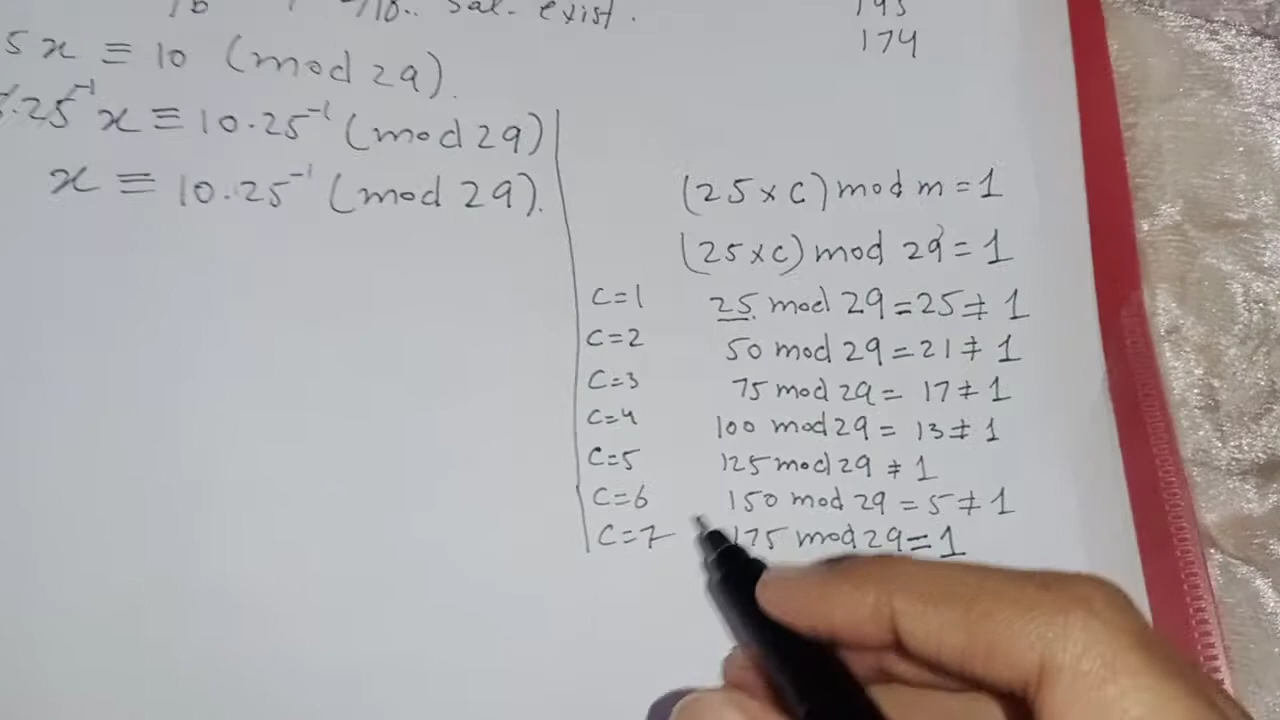 sol. exist.
5x ≡ 10 (mod 29).
.25⁻¹x ≡ 10.25⁻¹ (mod 29)
x ≡ 10.25⁻¹ (mod 29).
174
(25×c) mod m = 1
(25×c) mod 29 = 1
c=1 25 mod 29 = 25 ≠ 1
c=2 50 mod 29 = 21 ≠ 1
c=3 75 mod 29 = 17 ≠ 1
c=4 100 mod 29 = 13 ≠ 1
c=5 125 mod 29 ≠ 1
c=6 150 mod 29 = 5 ≠ 1
c=7 175 mod 29 = 1